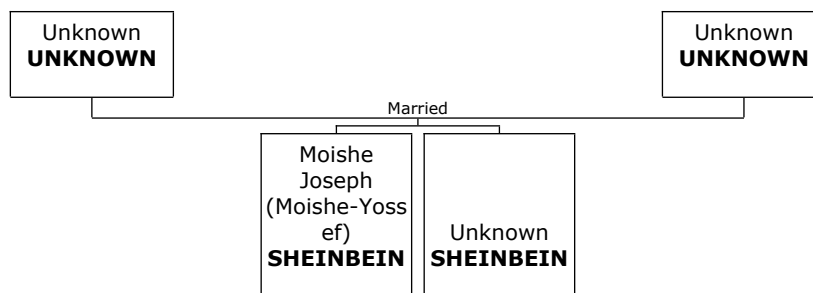 Unknown
UNKNOWN
Unknown
UNKNOWN
Married
Moishe
Joseph
(Moishe-Yoss
ef)
SHEINBEIN
Unknown
SHEINBEIN